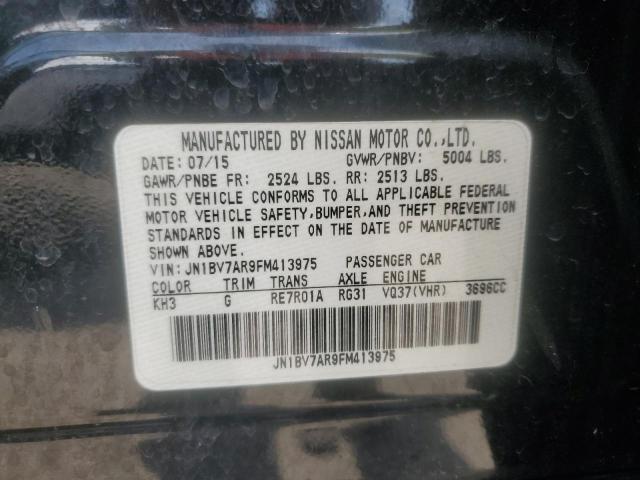 MANUFACTURED BY NISSAN MOTOR CO.,LTD.
DATE: 07/15 GVWR/PNBV: 5004 LBS.
GAWR/PNBE FR: 2524 LBS. RR: 2513 LBS.
THIS VEHICLE CONFORMS TO ALL APPLICABLE FEDERAL
MOTOR VEHICLE SAFETY,BUMPER,AND THEFT PREVENTION
STANDARDS IN EFFECT ON THE DATE OF MANUFACTURE
SHOWN ABOVE.
VIN: JN1BV7AR9FM413975 PASSENGER CAR
COLOR TRIM TRANS AXLE ENGINE
KH3 G RE7R01A RG31 VQ37(VHR) 3696CC
JN1BV7AR9FM413975